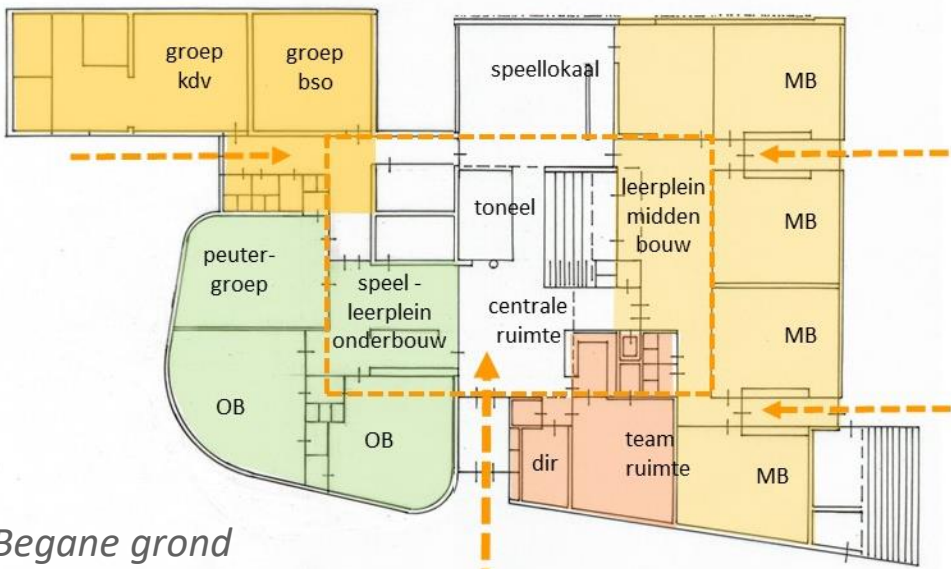 groep
kdv
groep
bso
speellokaal
MB
toneel
leerplein
midden
bouw
MB
peuter-
groep
speel -
leerplein
onderbouw
centrale
ruimte
MB
OB
OB
dir
team
ruimte
MB
Begane grond